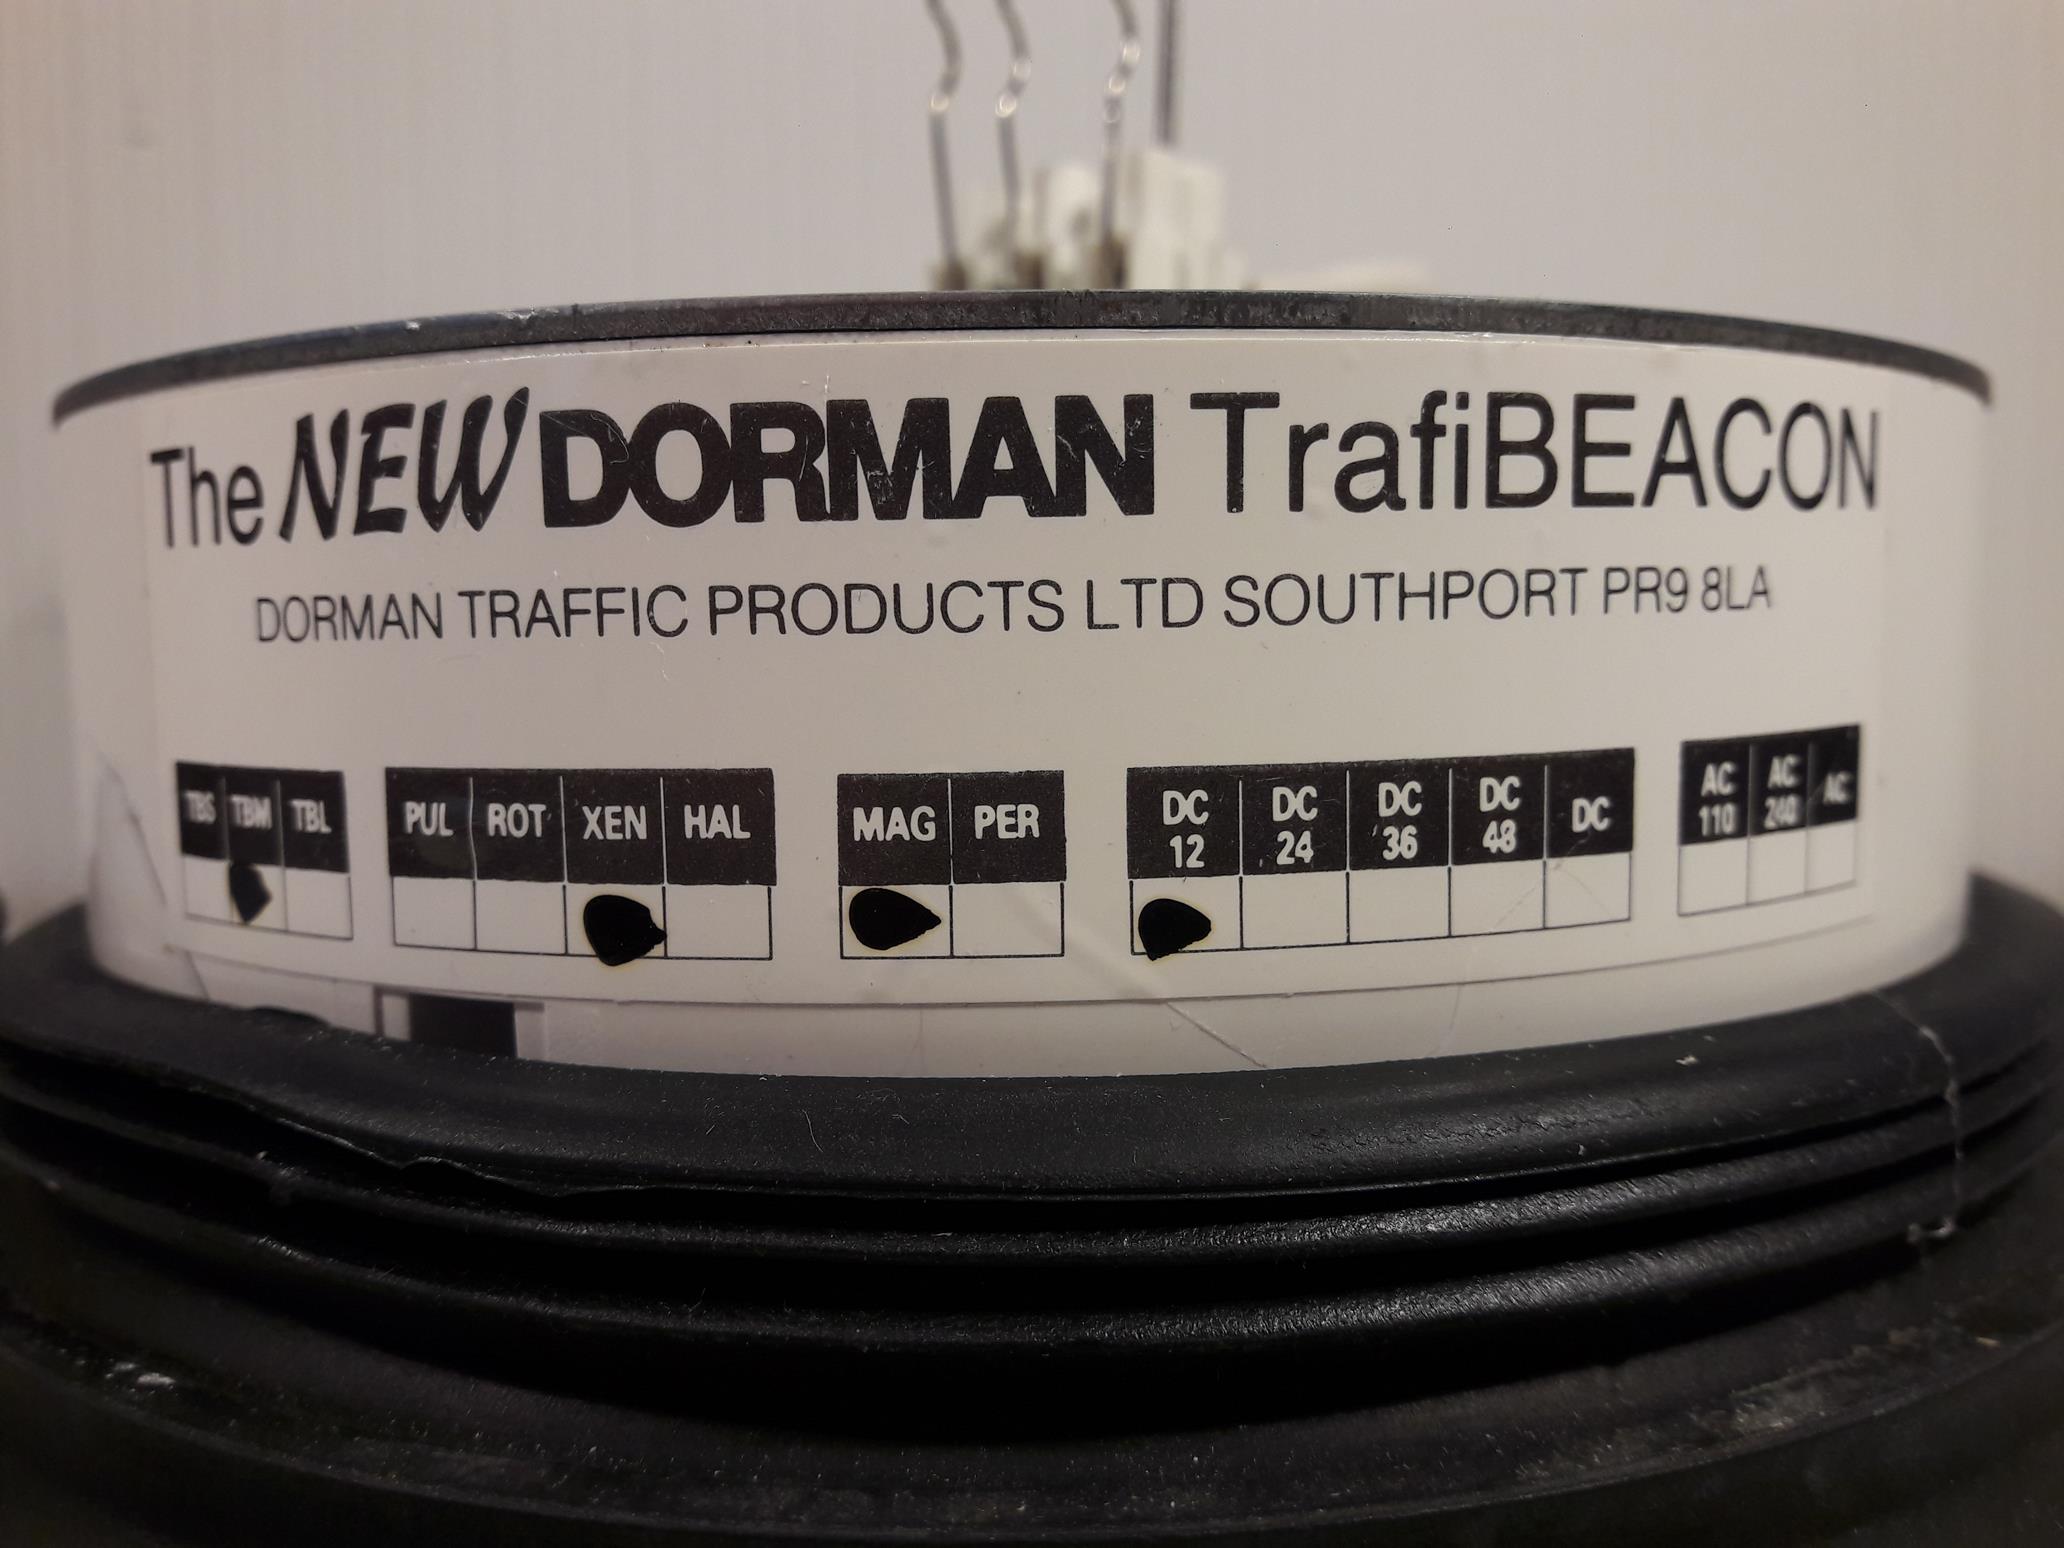 The NEW DORMAN TrafiBEACON
DORMAN TRAFFIC PRODUCTS LTD SOUTHPORT PR9 8LA
TBS TBM TBL
PUL ROT XEN HAL
MAG PER
DC 12 DC 24 DC 36 DC 48 DC
AC 110 AC 240 AC